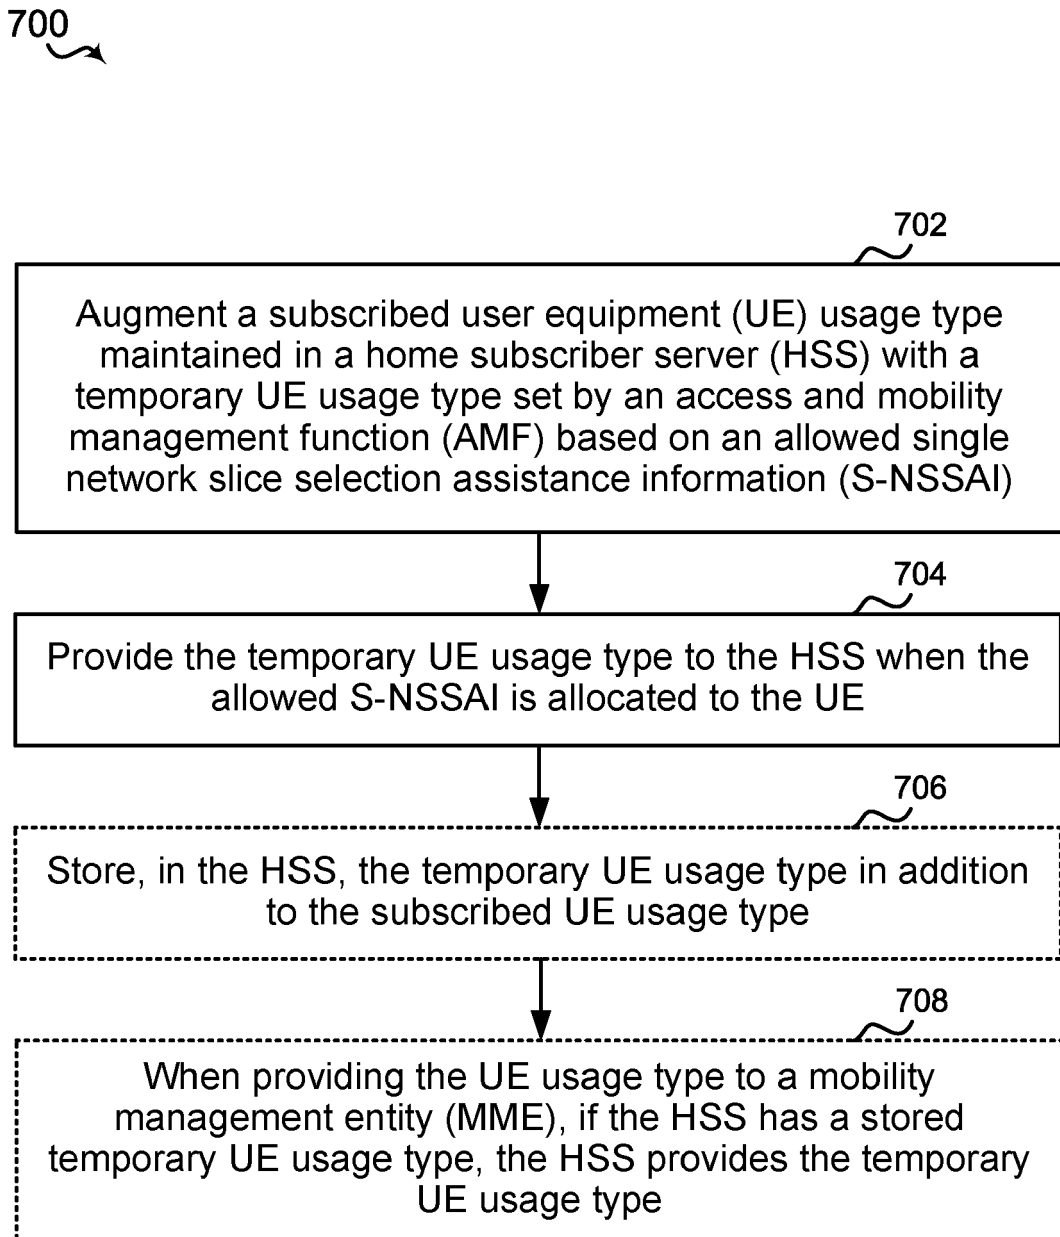 700
702
Augment a subscribed user equipment (UE) usage type
maintained in a home subscriber server (HSS) with a
temporary UE usage type set by an access and mobility
management function (AMF) based on an allowed single
network slice selection assistance information (S-NSSAI)
704
Provide the temporary UE usage type to the HSS when the
allowed S-NSSAI is allocated to the UE
706
Store, in the HSS, the temporary UE usage type in addition
to the subscribed UE usage type
708
When providing the UE usage type to a mobility
management entity (MME), if the HSS has a stored
temporary UE usage type, the HSS provides the temporary
UE usage type